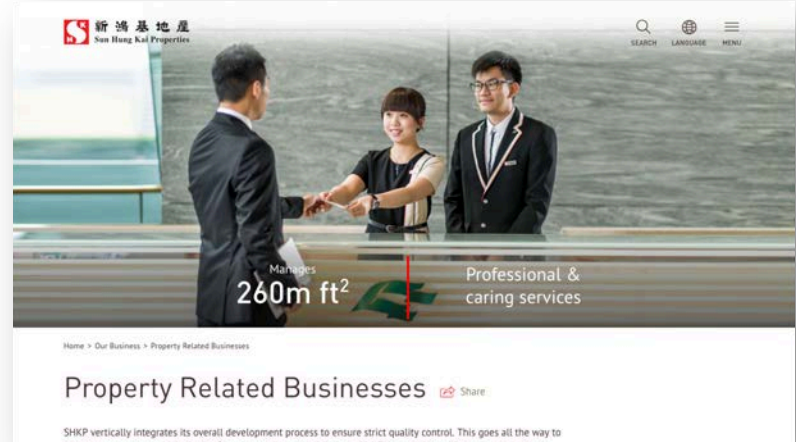 新鴻基地產
Sun Hung Kai Properties
SEARCH
LANGUAGE
MENU
Manages
260m ft²
Professional &
caring services
Home > Our Business > Property Related Businesses
Property Related Businesses
Share
SHKP vertically integrates its overall development process to ensure strict quality control. This goes all the way to